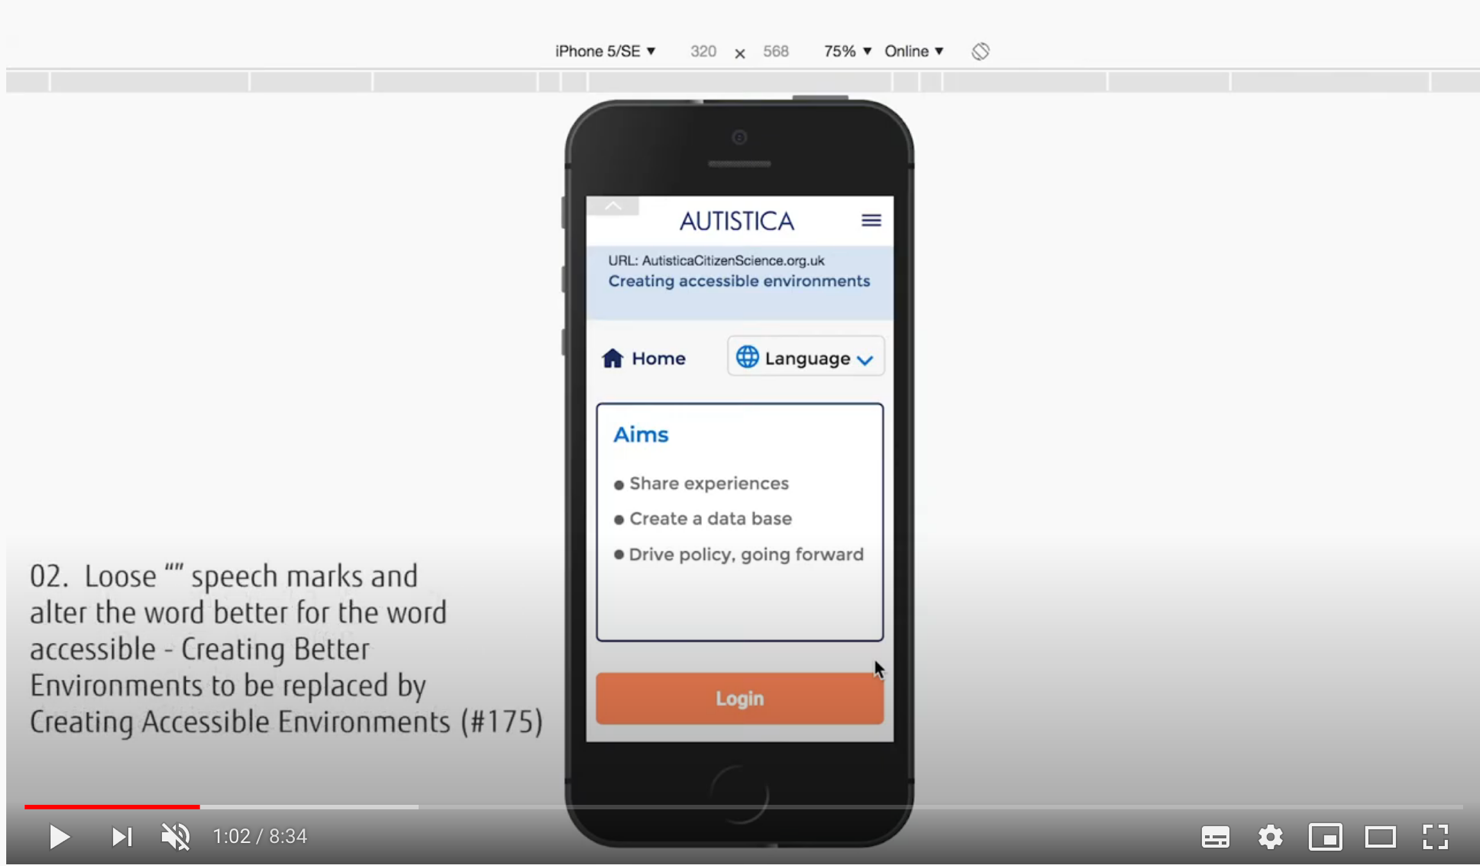 iPhone 5/SE ▼ 320 × 568 75% ▼ Online ▼
AUTISTICA
URL: AutisticaCitizenScience.org.uk
Creating accessible environments
Home
Language
Aims
● Share experiences
● Create a data base
● Drive policy, going forward
Login
02. Loose “” speech marks and
alter the word better for the word
accessible - Creating Better
Environments to be replaced by
Creating Accessible Environments (#175)
1:02 / 8:34